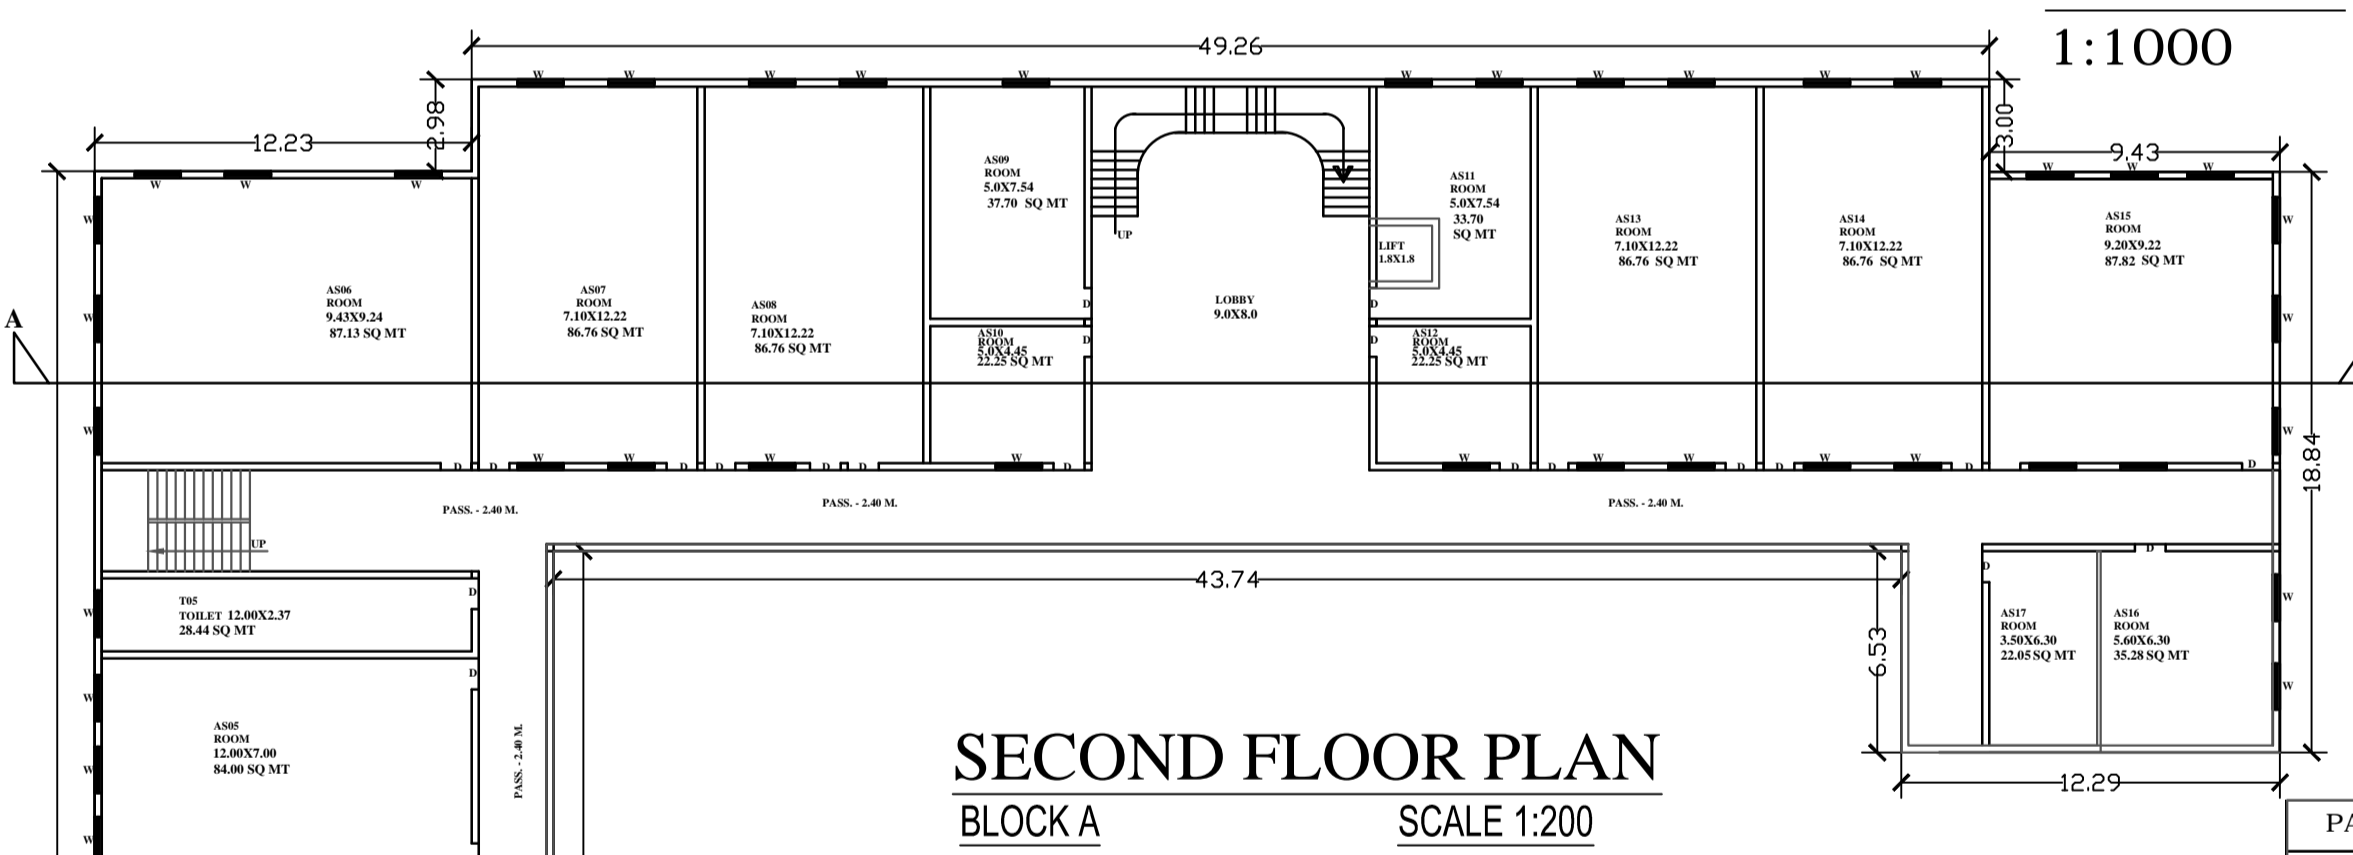 1:1000
49.26
2.98
12.23
3.00
9.43
W W W W W W W W W W W
W W W
W W W
AS06
ROOM
9.43X9.24
87.13 SQ MT
AS07
ROOM
7.10X12.22
86.76 SQ MT
AS08
ROOM
7.10X12.22
86.76 SQ MT
AS09
ROOM
5.0X7.54
37.70 SQ MT
AS10
ROOM
5.0X4.45
22.25 SQ MT
UP
LOBBY
9.0X8.0
LIFT
1.8X1.8
AS11
ROOM
5.0X7.54
33.70
SQ MT
AS12
ROOM
5.0X4.45
22.25 SQ MT
AS13
ROOM
7.10X12.22
86.76 SQ MT
AS14
ROOM
7.10X12.22
86.76 SQ MT
AS15
ROOM
9.20X9.22
87.82 SQ MT
W
W
W
W
W
W
A
D
D
D
D
D D W W D D W D D W D
W D D W W D D W W D D
18.84
PASS. - 2.40 M.
PASS. - 2.40 M.
PASS. - 2.40 M.
UP
43.74
6.53
D
D
T05
TOILET 12.00X2.37
28.44 SQ MT
D
D
W
W
W
W
AS05
ROOM
12.00X7.00
84.00 SQ MT
PASS. - 2.40 M.
AS17
ROOM
3.50X6.30
22.05 SQ MT
AS16
ROOM
5.60X6.30
35.28 SQ MT
W
W
12.29
SECOND FLOOR PLAN
BLOCK A
SCALE 1:200